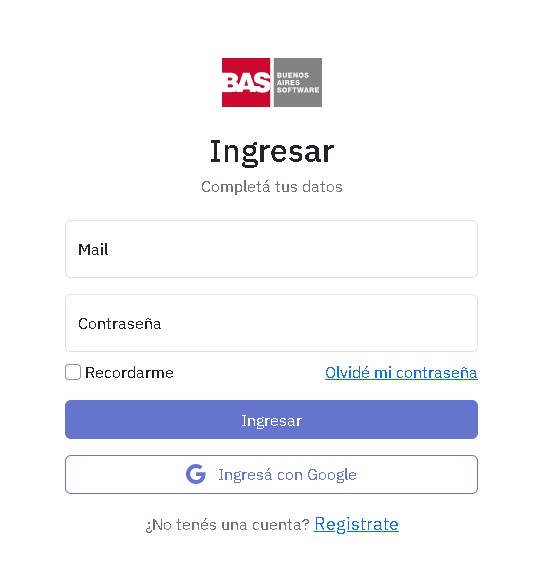 BAS
BUENOS
AIRES
SOFTWARE
Ingresar
Completá tus datos
Mail
Contraseña
Recordarme Olvidé mi contraseña
Ingresar
G Ingresá con Google
¿No tenés una cuenta? Registrate